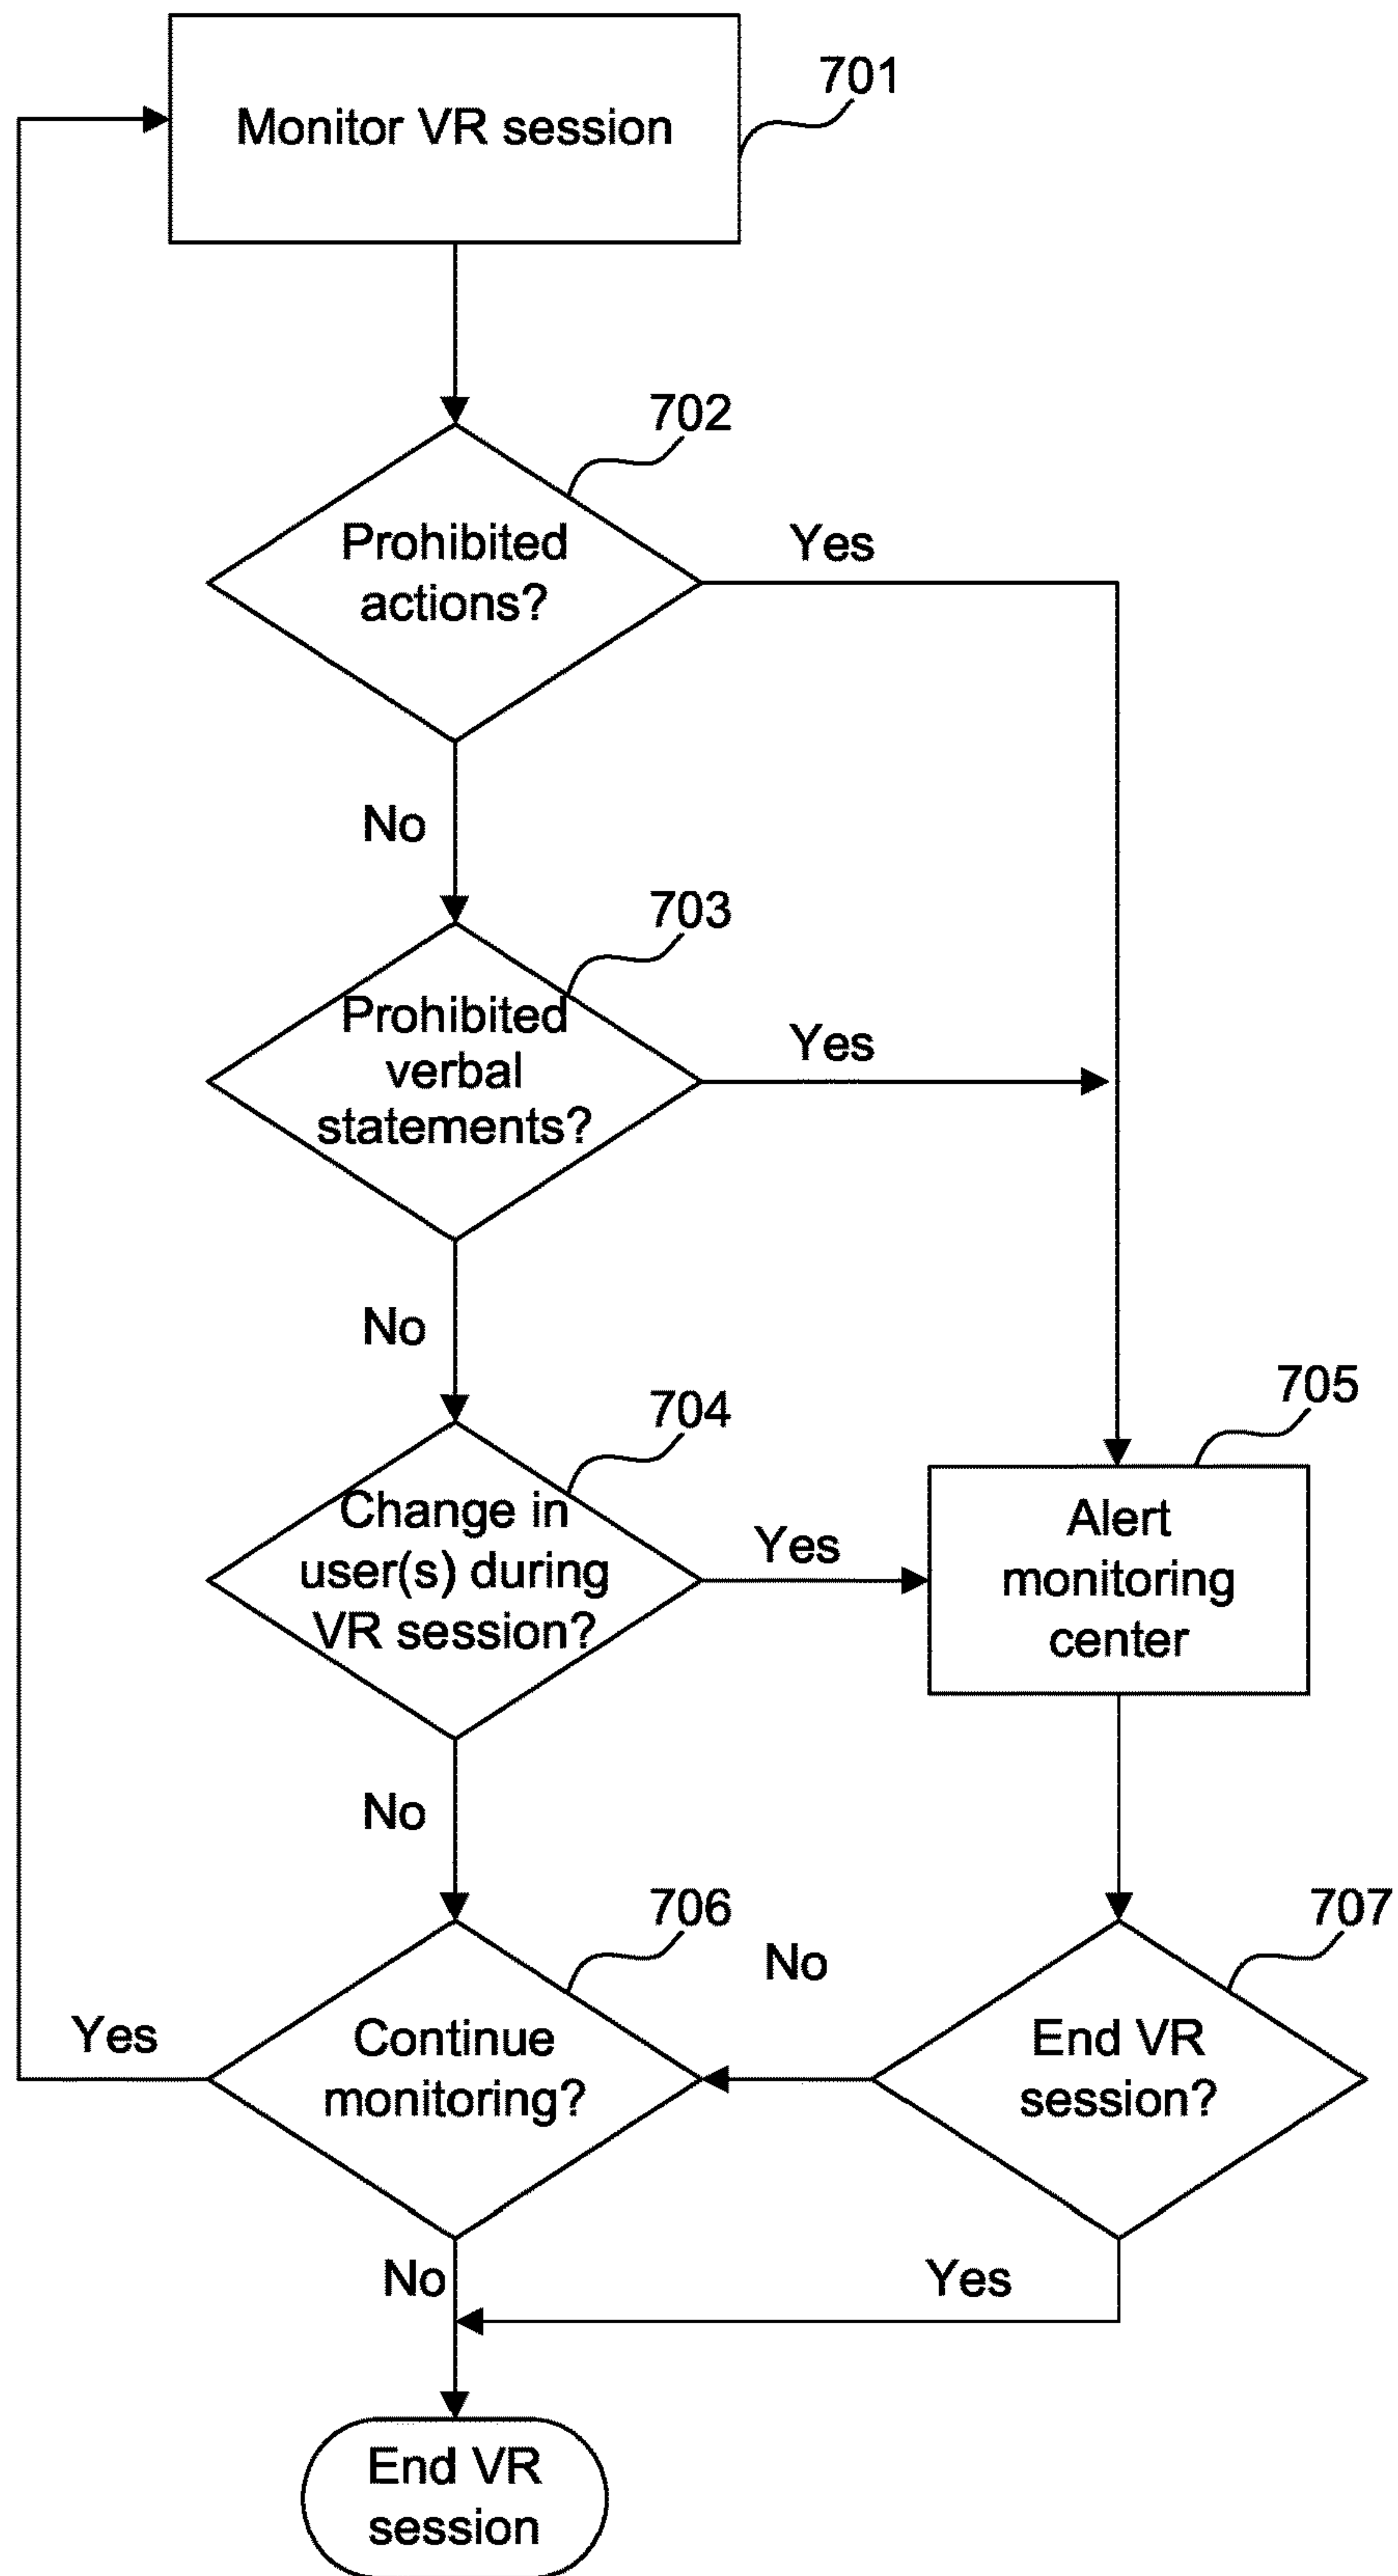 Monitor VR session
701
702
Prohibited
actions?
Yes
No
703
Prohibited
verbal
statements?
Yes
No
704
Change in
user(s) during
VR session?
Yes
705
Alert
monitoring
center
No
706
Continue
monitoring?
Yes
No
707
End VR
session?
No
Yes
End VR
session